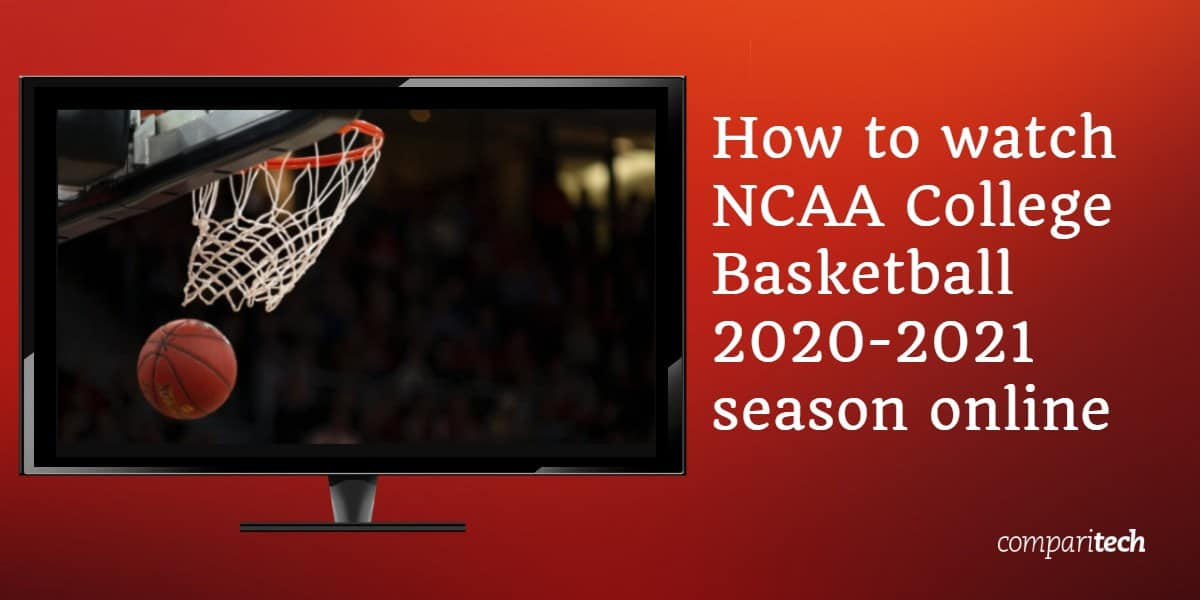 How to watch
NCAA College
Basketball
2020-2021
season online
comparitech